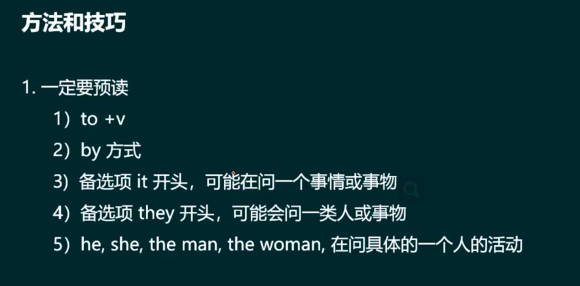 方法和技巧
1. 一定要预读
1）to +v
2）by 方式
3）备选项 it 开头，可能在问一个事情或事物
4）备选项 they 开头，可能会问一类人或事物
5）he, she, the man, the woman, 在问具体的一个人的活动